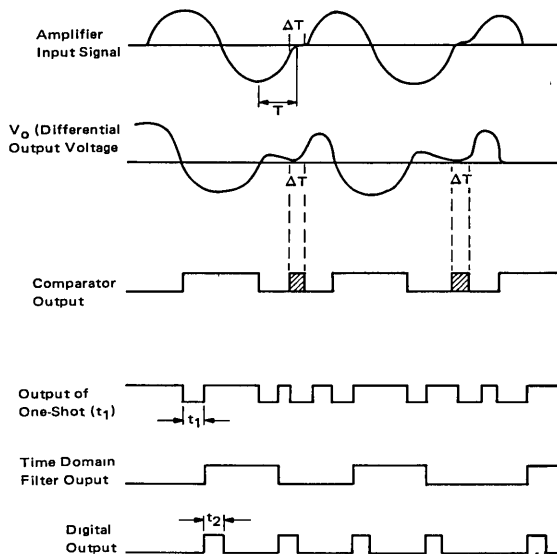 Amplifier
Input Signal
ΔT
T
V₀ (Differential
Output Voltage
ΔT
ΔT
Comparator
Output
Output of
One-Shot (t₁)
t₁
Time Domain
Filter Ouput
t₂
Digital
Output